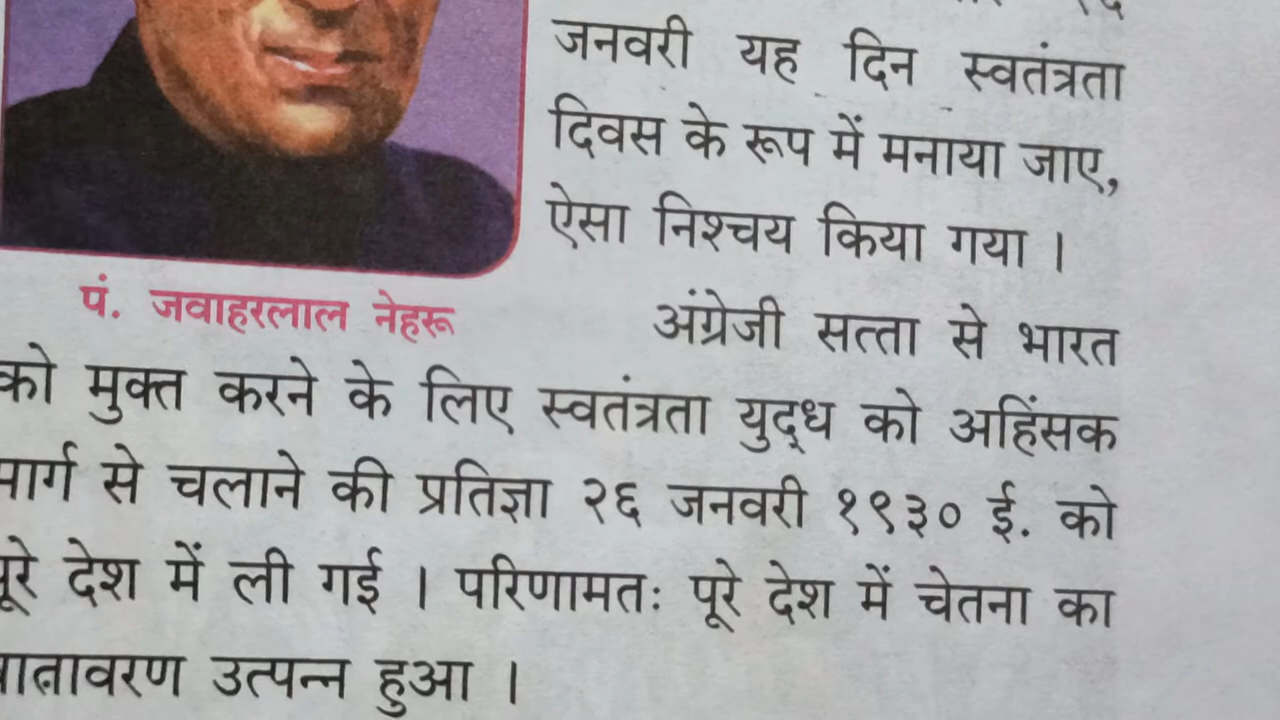 जनवरी यह दिन स्वतंत्रता
दिवस के रूप में मनाया जाए,
ऐसा निश्चय किया गया ।
पं. जवाहरलाल नेहरू
अंग्रेजी सत्ता से भारत
को मुक्त करने के लिए स्वतंत्रता युद्ध को अहिंसक
मार्ग से चलाने की प्रतिज्ञा २६ जनवरी १९३० ई. को
पूरे देश में ली गई । परिणामतः पूरे देश में चेतना का
वातावरण उत्पन्न हुआ ।